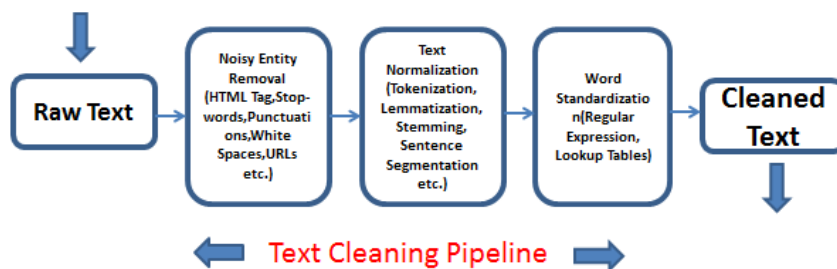 Raw Text
Noisy Entity
Removal
(HTML Tag,Stop-
words,Punctuati
ons,White
Spaces,URLs
etc.)
Text
Normalization
(Tokenization,
Lemmatization,
Stemming,
Sentence
Segmentation
etc.)
Word
Standardizatio
n(Regular
Expression,
Lookup Tables)
Cleaned
Text
Text Cleaning Pipeline